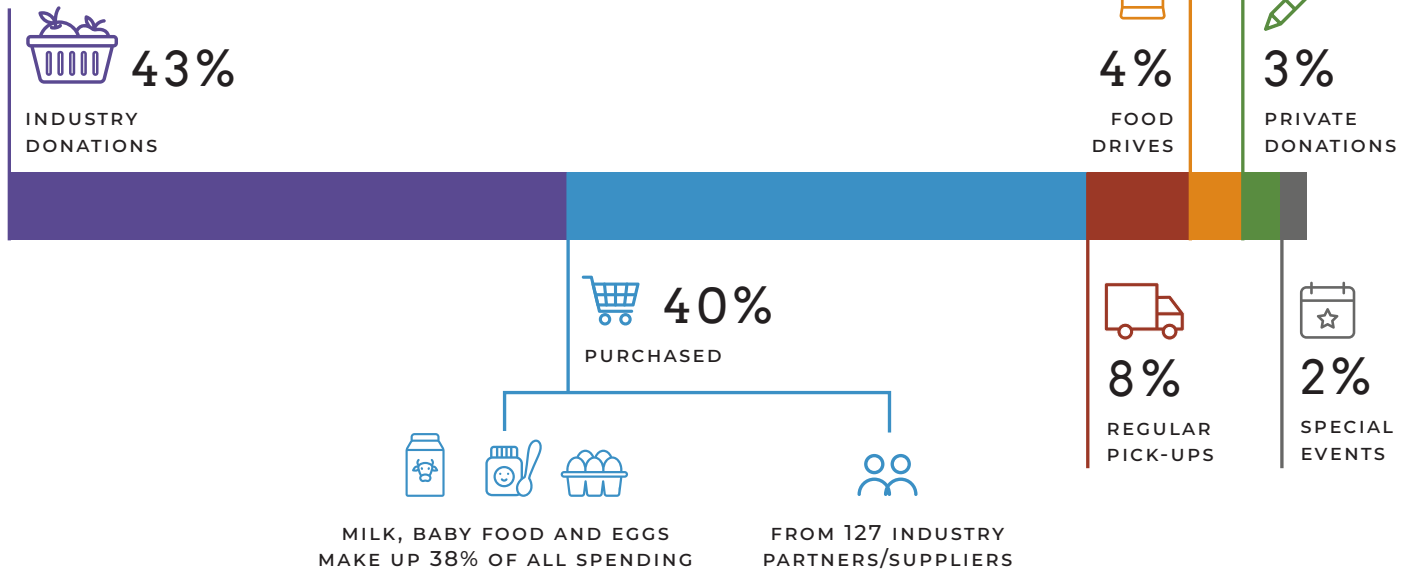 43%
INDUSTRY
DONATIONS
4%
FOOD
DRIVES
3%
PRIVATE
DONATIONS
40%
PURCHASED
8%
REGULAR
PICK-UPS
2%
SPECIAL
EVENTS
MILK, BABY FOOD AND EGGS
MAKE UP 38% OF ALL SPENDING
FROM 127 INDUSTRY
PARTNERS/SUPPLIERS